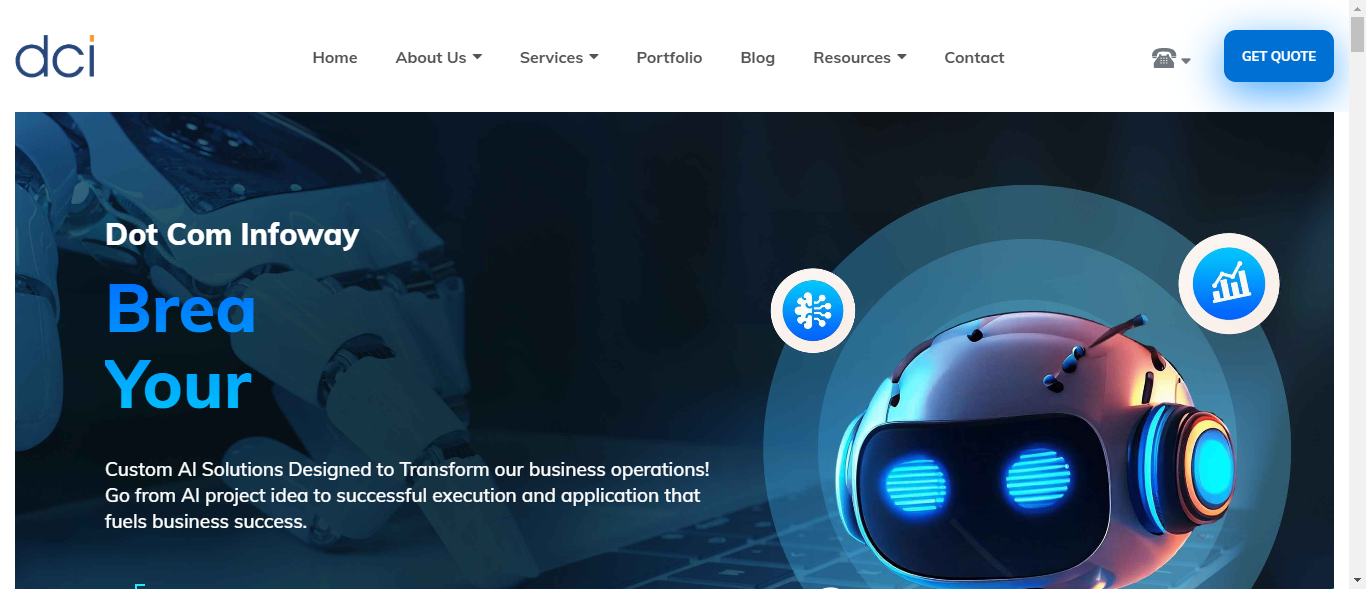 dci
Home About Us Services Portfolio Blog Resources Contact GET QUOTE
Dot Com Infoway
Brea
Your
Custom AI Solutions Designed to Transform our business operations!
Go from AI project idea to successful execution and application that
fuels business success.